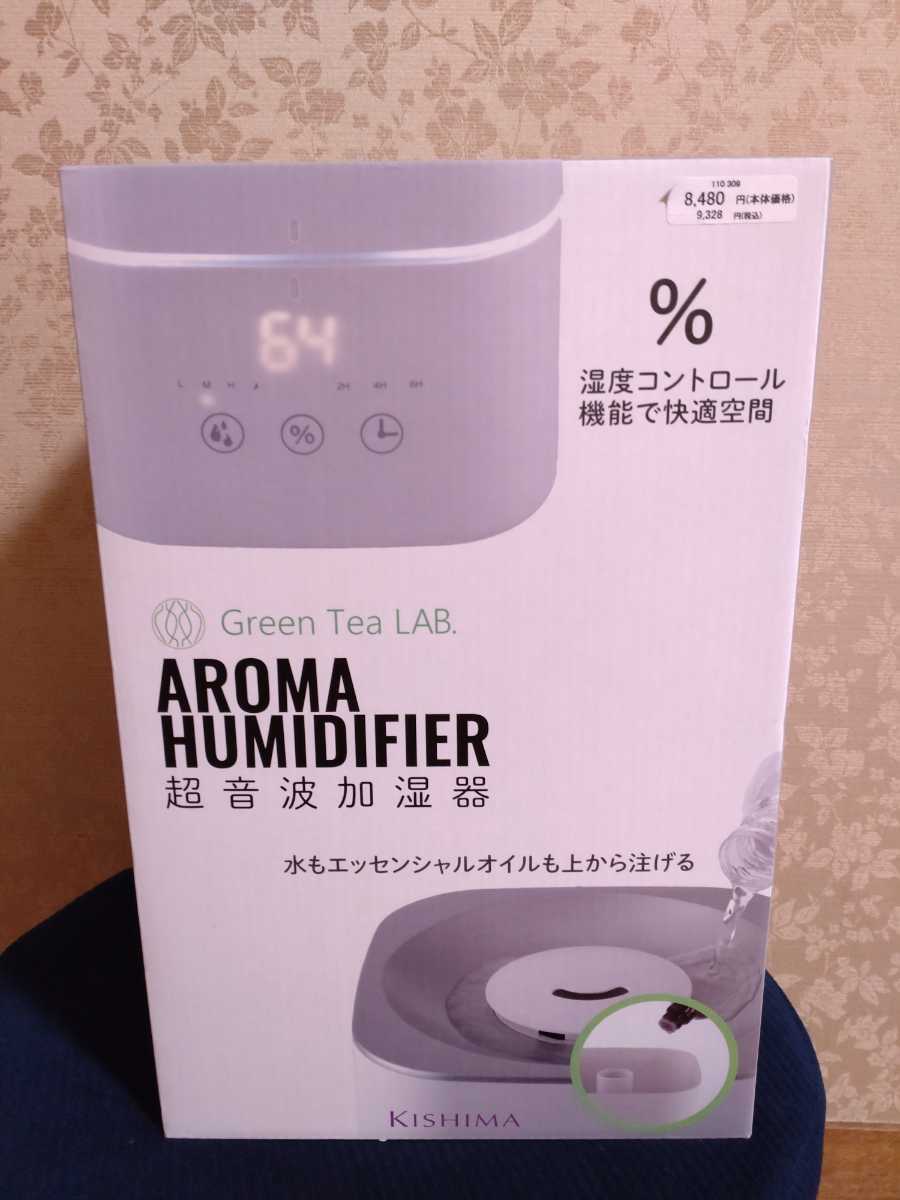 110 309
8,480 円(本体価格)
9,328 円(税込)
64
L M H 2H 4H 6H
%
%
湿度コントロール
機能で快適空間
Green Tea LAB.
AROMA
HUMIDIFIER
超音波加湿器
水もエッセンシャルオイルも上から注げる
KISHIMA